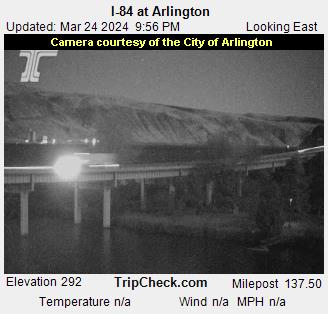 I-84 at Arlington
Updated: Mar 24 2024 9:56 PM Looking East
Camera courtesy of the City of Arlington
Elevation 292 TripCheck.com Milepost 137.50
Temperature n/a Wind n/a MPH n/a